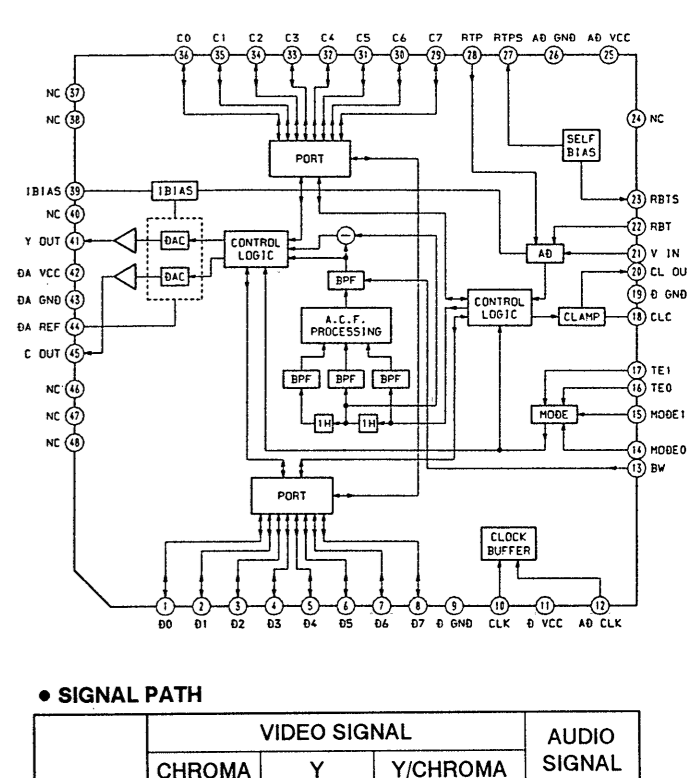 C0 C1 C2 C3 C4 C5 C6 C7 RTP RTPS AD GND AD VCC
36 35 34 33 32 31 30 29 28 27 26 25
NC 37
NC 38
24 NC
SELF
BIAS
PORT
IBIAS 39
IBIAS
23 RBTS
NC 40
22 RBT
Y OUT 41
DAC
CONTROL
LOGIC
−
AD
21 V IN
20 CL OU
DA VCC 42
DAC
BPF
19 D GND
DA GND 43
CONTROL
LOGIC
CLAMP
18 CLC
DA REF 44
A.C.F.
PROCESSING
C OUT 45
BPF BPF BPF
17 TE1
16 TE0
NC 46
NC 47
1H 1H
MODE
15 MODE1
NC 48
14 MODE0
13 BW
PORT
CLOCK
BUFFER
1 2 3 4 5 6 7 8 9 10 11 12
D0 D1 D2 D3 D4 D5 D6 D7 D GND CLK D VCC AD CLK
• SIGNAL PATH
VIDEO SIGNAL
AUDIO
SIGNAL
CHROMA Y Y/CHROMA